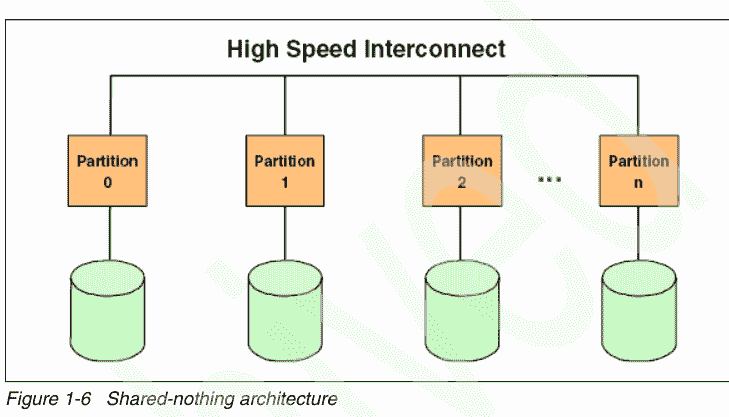 High Speed Interconnect
Partition
0
Partition
1
Partition
2
...
Partition
n
Figure 1-6 Shared-nothing architecture